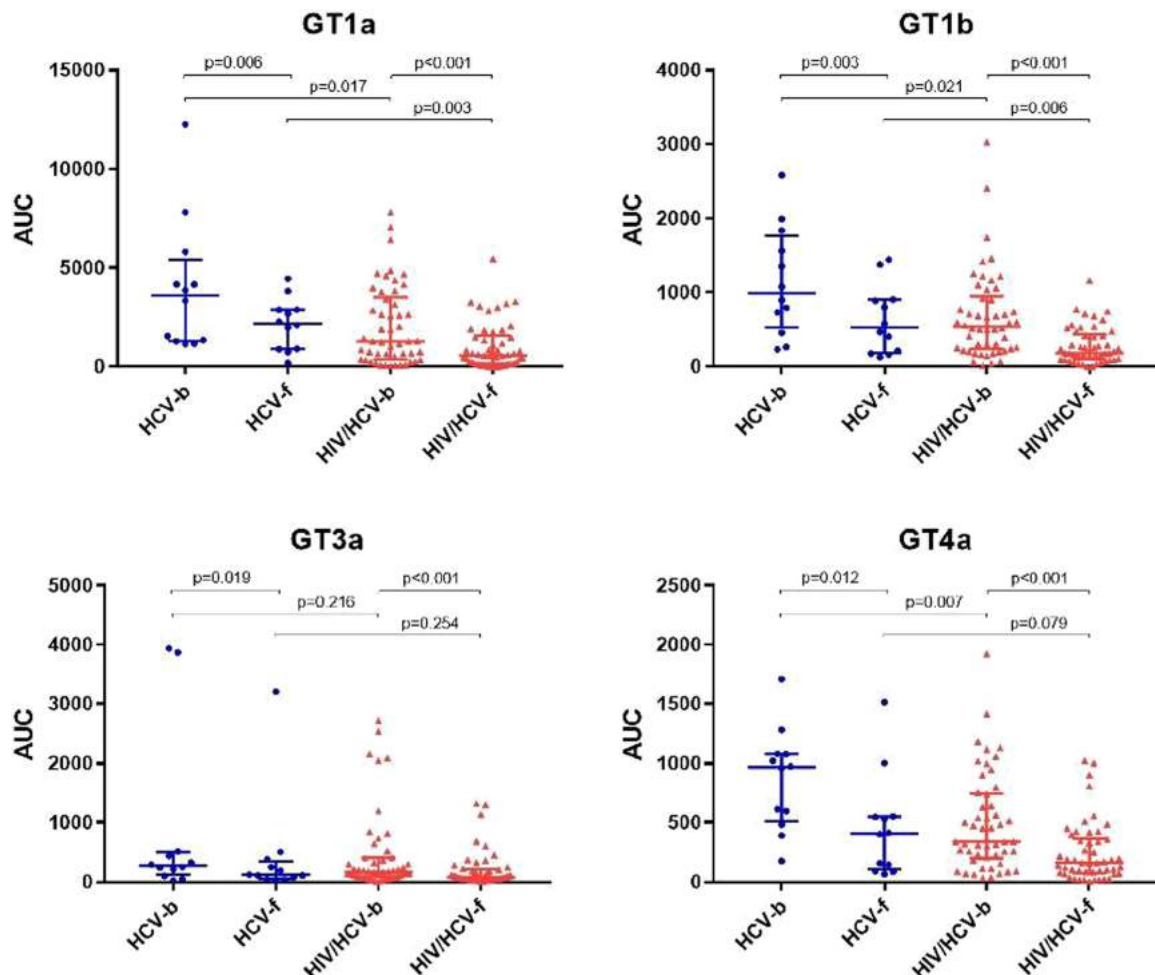 GT1a
15000
10000
5000
0
AUC
p=0.006
p<0.001
p=0.017
p=0.003
HCV-b
HCV-f
HIV/HCV-b
HIV/HCV-f
GT1b
4000
3000
2000
1000
0
AUC
p=0.003
p<0.001
p=0.021
p=0.006
HCV-b
HCV-f
HIV/HCV-b
HIV/HCV-f
GT3a
5000
4000
3000
2000
1000
0
AUC
p=0.019
p<0.001
p=0.216
p=0.254
HCV-b
HCV-f
HIV/HCV-b
HIV/HCV-f
GT4a
2500
2000
1500
1000
500
0
AUC
p=0.012
p<0.001
p=0.007
p=0.079
HCV-b
HCV-f
HIV/HCV-b
HIV/HCV-f